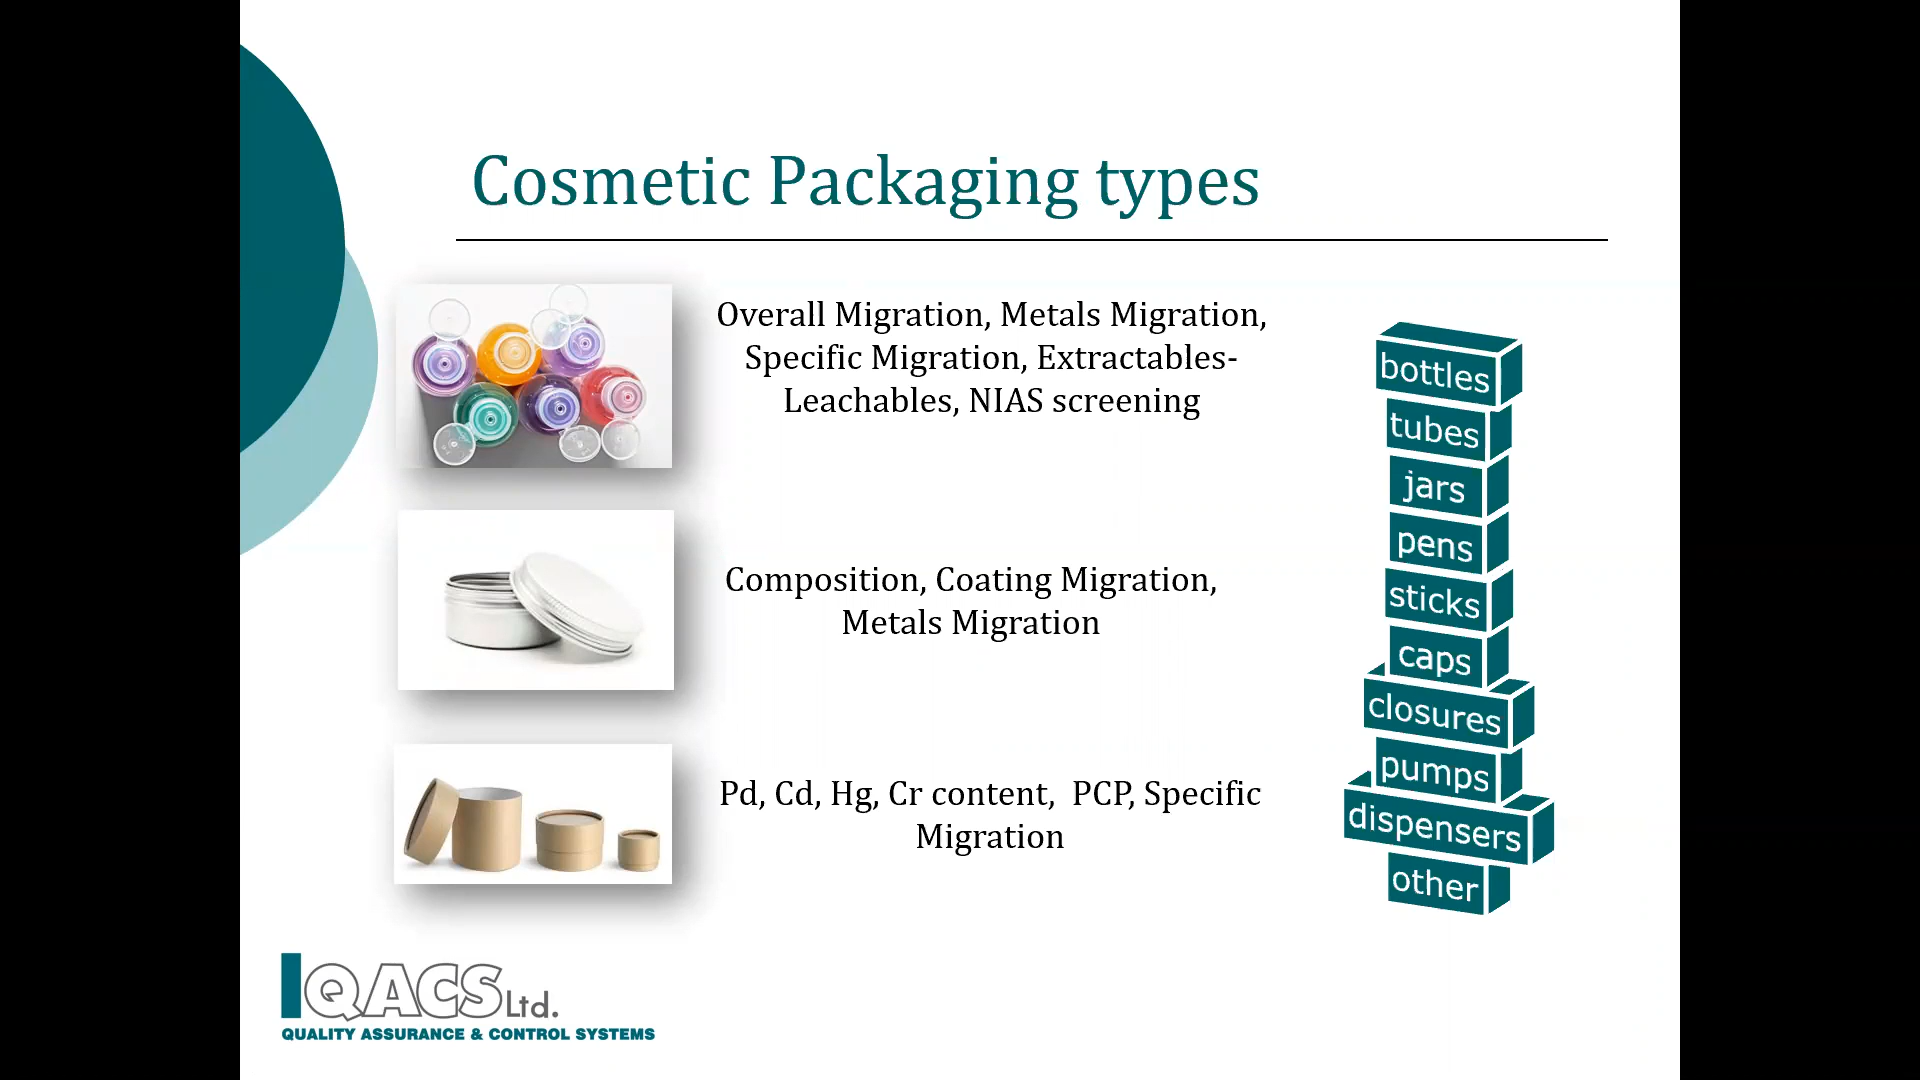 Cosmetic Packaging types
Overall Migration, Metals Migration,
Specific Migration, Extractables-
Leachables, NIAS screening
Composition, Coating Migration,
Metals Migration
Pd, Cd, Hg, Cr content,  PCP, Specific
Migration
bottles
tubes
jars
pens
sticks
caps
closures
pumps
dispensers
other
QACS Ltd.
QUALITY ASSURANCE & CONTROL SYSTEMS